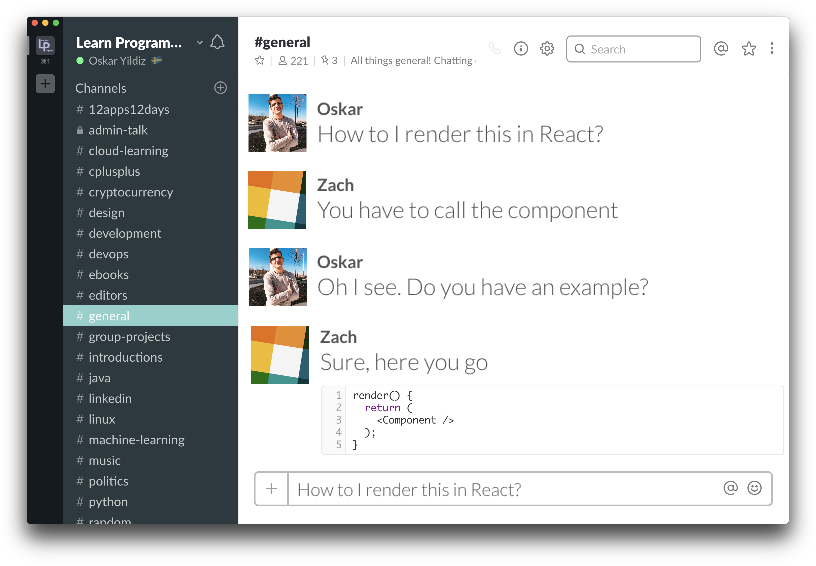 LP
⌘1
Learn Program...
Oskar Yildiz
Channels
# 12apps12days
admin-talk
# cloud-learning
# cplusplus
# cryptocurrency
# design
# development
# devops
# ebooks
# editors
# general
# group-projects
# introductions
# java
# linkedin
# linux
# machine-learning
# music
# politics
# python
# random
#general
221 | 3 | All things general! Chatting
Search
Oskar
How to I render this in React?
Zach
You have to call the component
Oskar
Oh I see. Do you have an example?
Zach
Sure, here you go
1 render() {
2 return (
3 <Component />
4 );
5 }
+ How to I render this in React? @